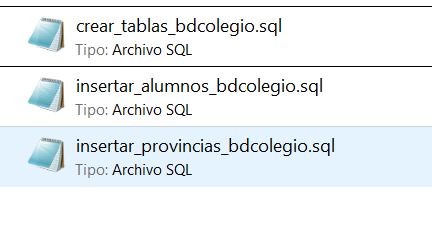 crear_tablas_bdcolegio.sql
Tipo: Archivo SQL
insertar_alumnos_bdcolegio.sql
Tipo: Archivo SQL
insertar_provincias_bdcolegio.sql
Tipo: Archivo SQL